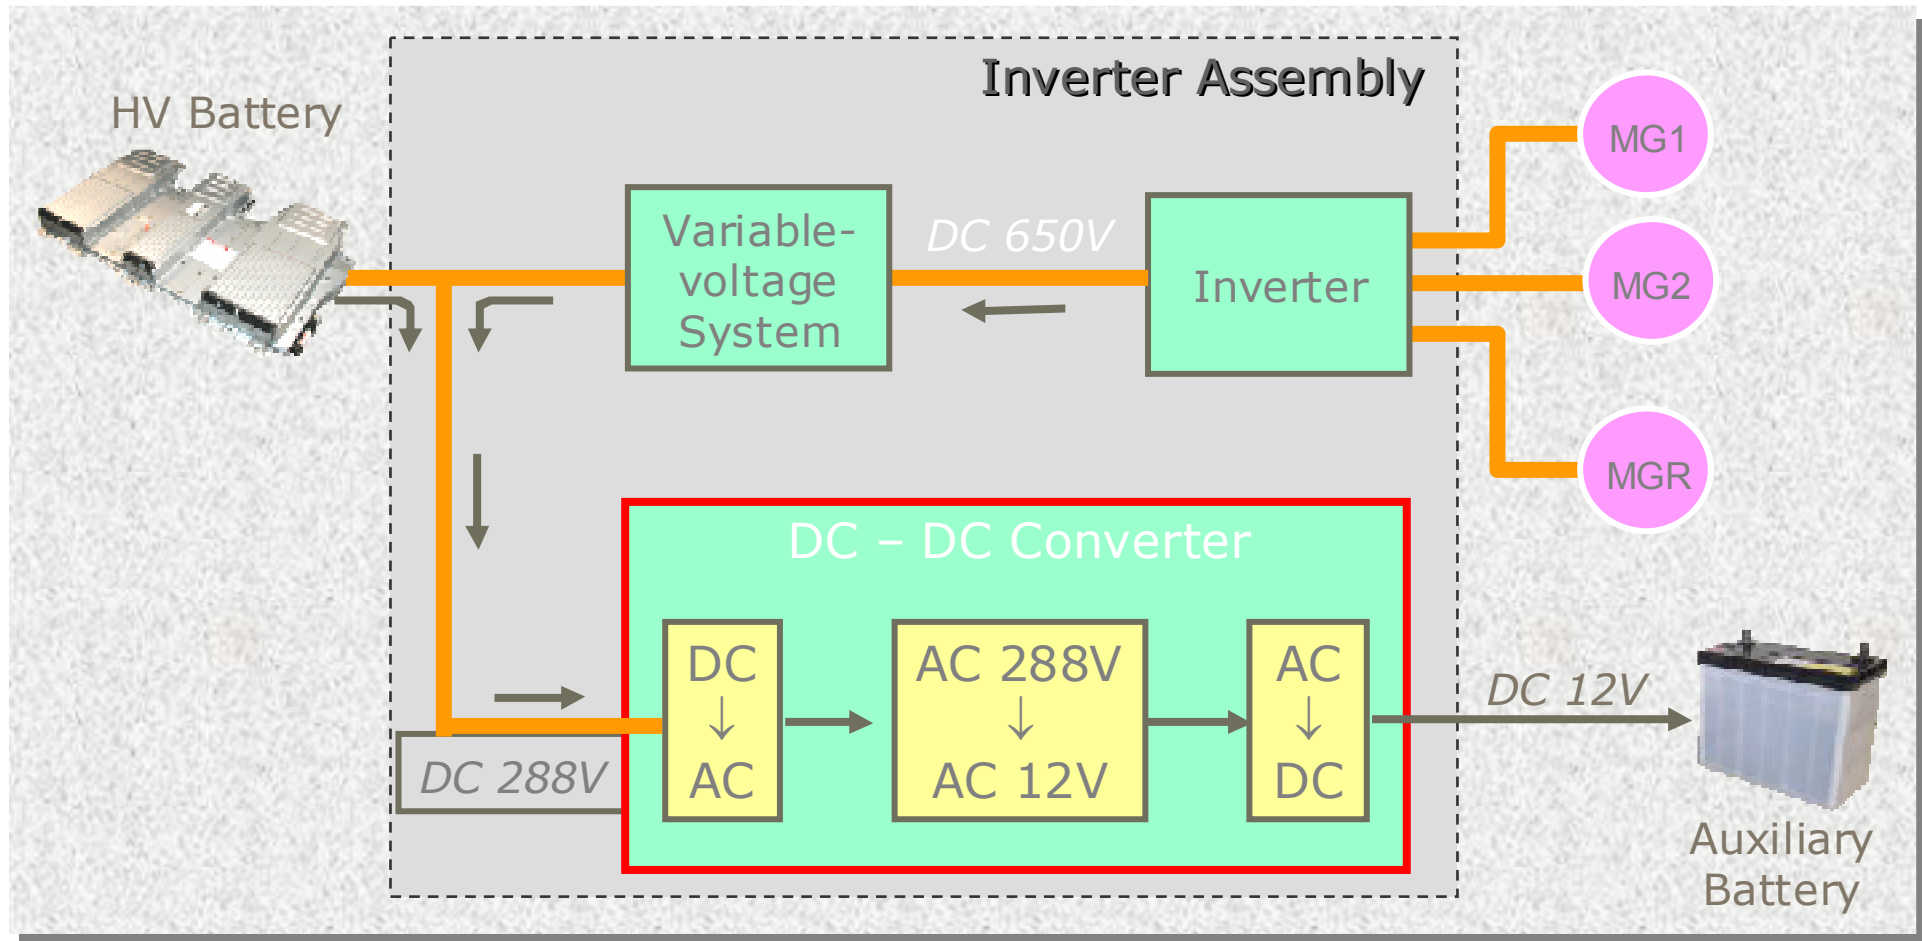 Inverter Assembly
HV Battery
Variable-
voltage
System
DC 650V
Inverter
MG1
MG2
MGR
DC – DC Converter
DC
↓
AC
AC 288V
↓
AC 12V
AC
↓
DC
DC 288V
DC 12V
Auxiliary
Battery